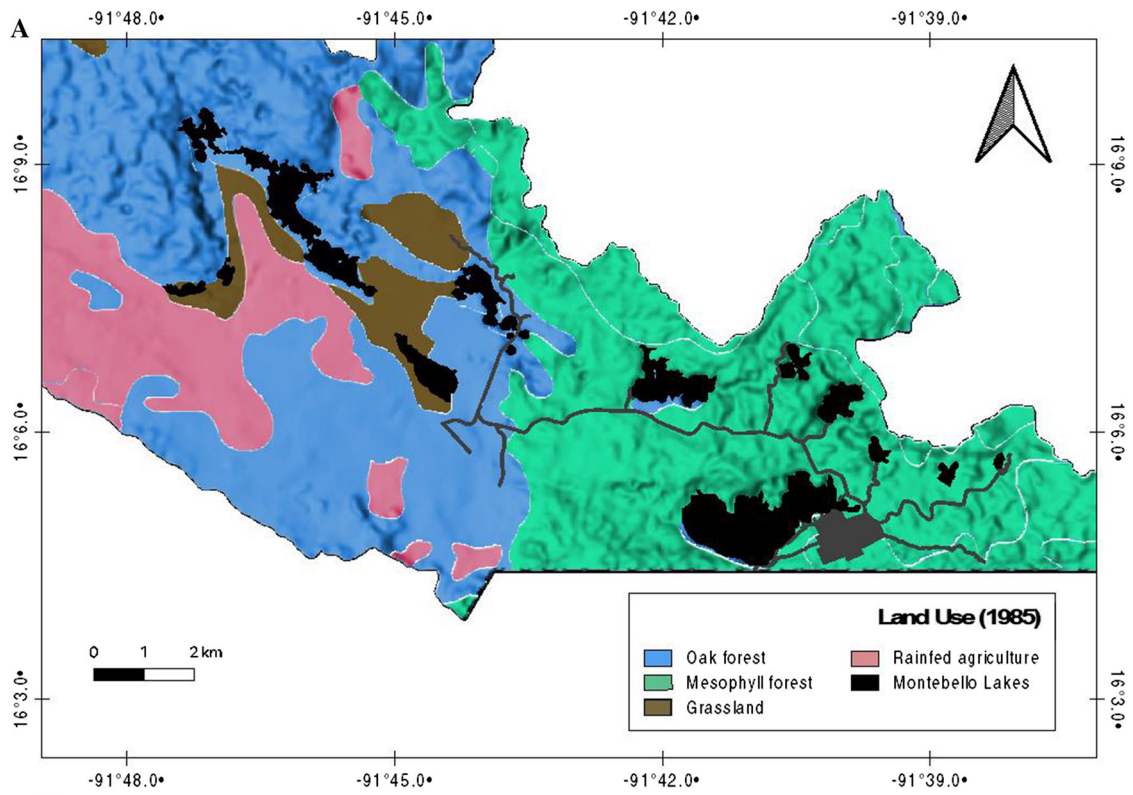 A
-91°48.0• -91°45.0• -91°42.0• -91°39.0•
16°9.0• 16°9.0•
16°6.0• 16°6.0•
16°3.0• 16°3.0•
0 1 2 km
Land Use (1985)
Oak forest
Mesophyll forest
Grassland
Rainfed agriculture
Montebello Lakes
-91°48.0• -91°45.0• -91°42.0• -91°39.0•